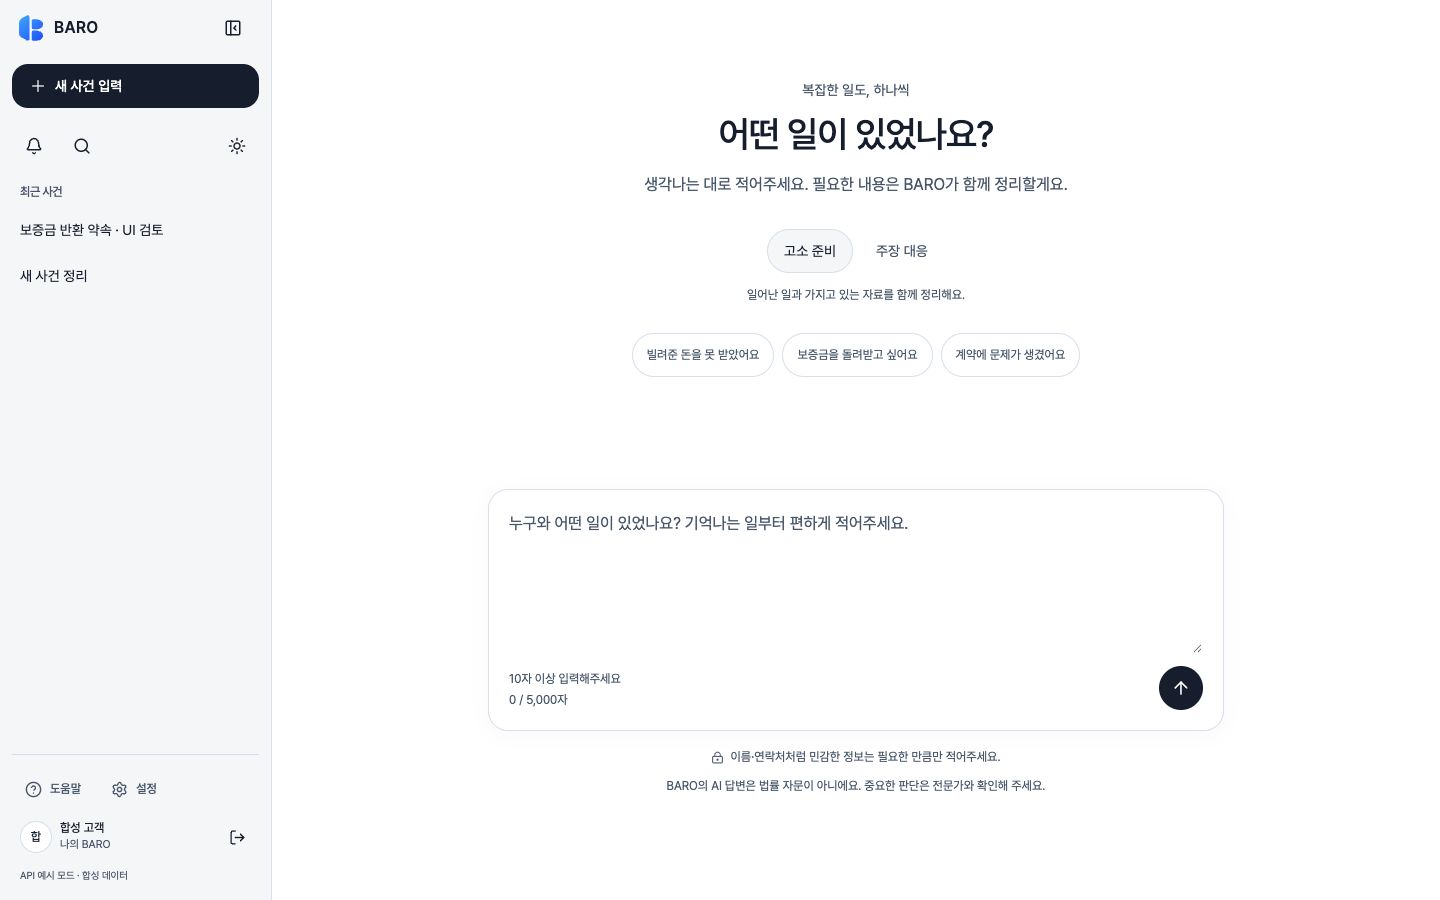 BARO
새 사건 입력
최근 사건
보증금 반환 약속 · UI 검토
새 사건 정리
도움말
설정
합
합성 고객
나의 BARO
API 예시 모드 · 합성 데이터
복잡한 일도, 하나씩
어떤 일이 있었나요?
생각나는 대로 적어주세요. 필요한 내용은 BARO가 함께 정리할게요.
고소 준비
주장 대응
일어난 일과 가지고 있는 자료를 함께 정리해요.
빌려준 돈을 못 받았어요
보증금을 돌려받고 싶어요
계약에 문제가 생겼어요
누구와 어떤 일이 있었나요? 기억나는 일부터 편하게 적어주세요.
10자 이상 입력해주세요
0 / 5,000자
이름·연락처처럼 민감한 정보는 필요한 만큼만 적어주세요.
BARO의 AI 답변은 법률 자문이 아니에요. 중요한 판단은 전문가와 확인해 주세요.